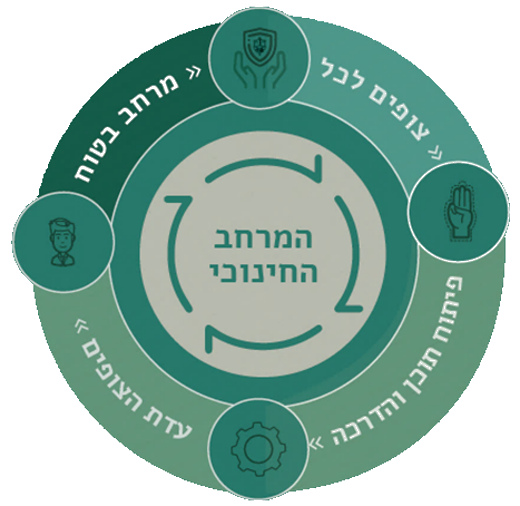 המרחב
החינוכי
צופים לכל »
פיתוח תוכן והדרכה »
עדת הצופים »
מרחב בטוח »